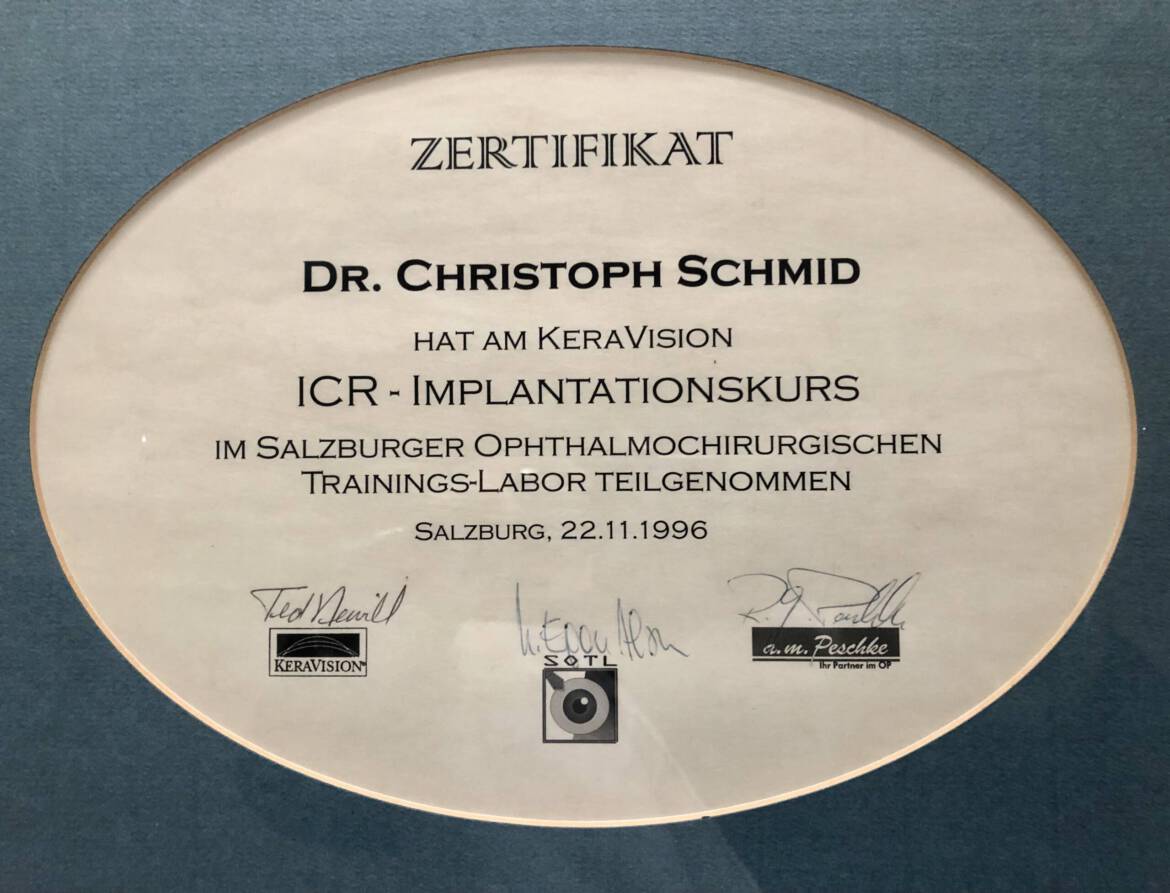 ZERTIFIKAT
DR. CHRISTOPH SCHMID
HAT AM KERAVISION
ICR - IMPLANTATIONSKURS
IM SALZBURGER OPHTHALMOCHIRURGISCHEN
TRAININGS-LABOR TEILGENOMMEN
SALZBURG, 22.11.1996
KERAVISION
SOTL
a.m. Peschke
Ihr Partner im OP